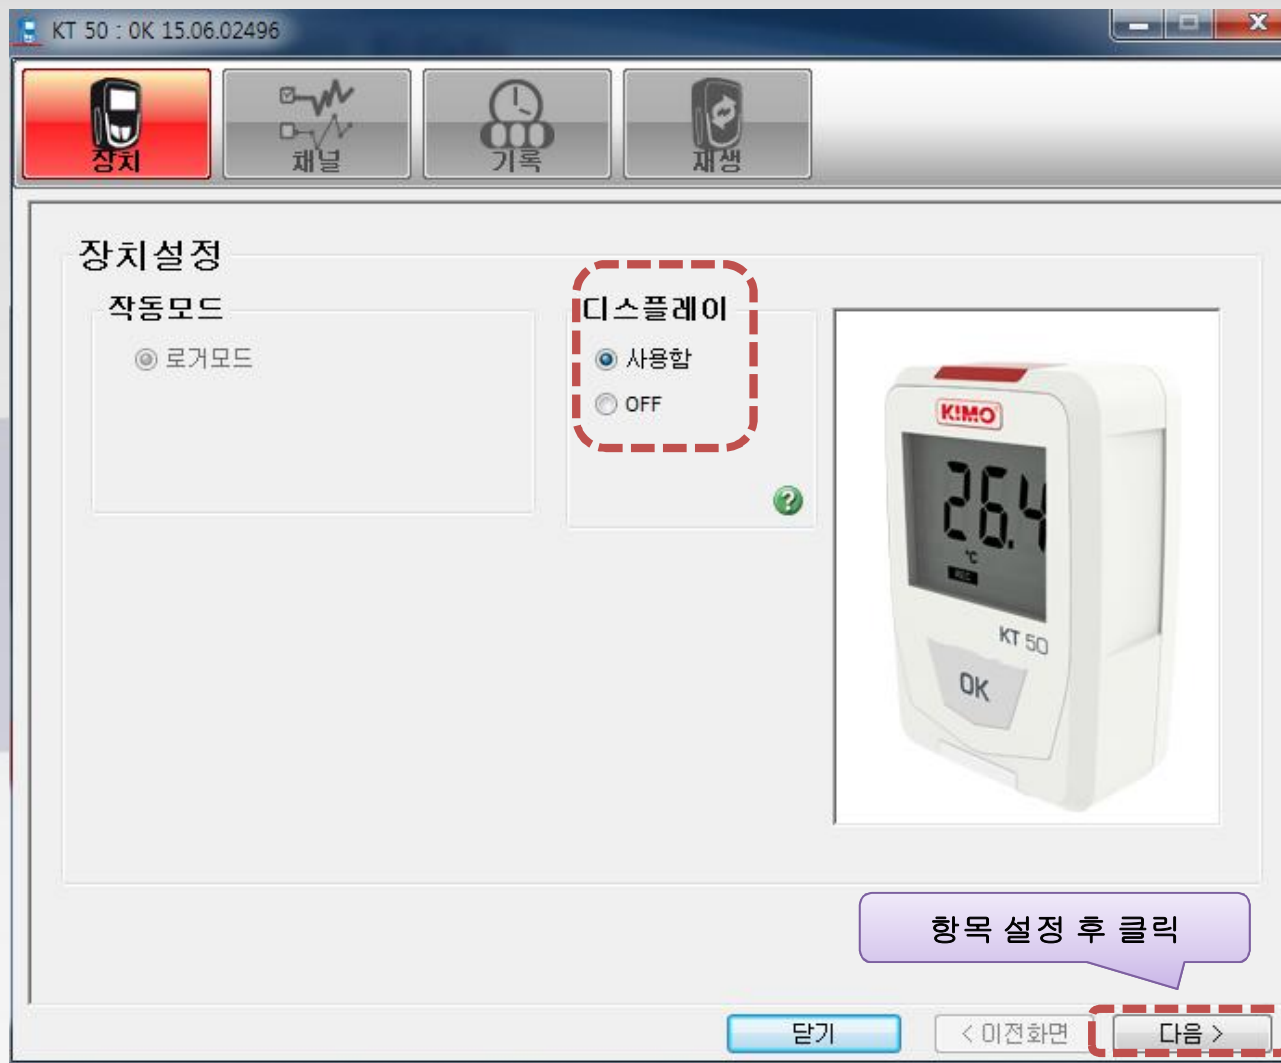 KT 50 : 0K 15.06.02496
장치
채널
기록
재생
장치설정
작동모드
로거모드
디스플레이
사용함
OFF
?
KIMO
26.4
°C
REC
KT 50
OK
항목 설정 후 클릭
닫기
< 이전화면
다음 >